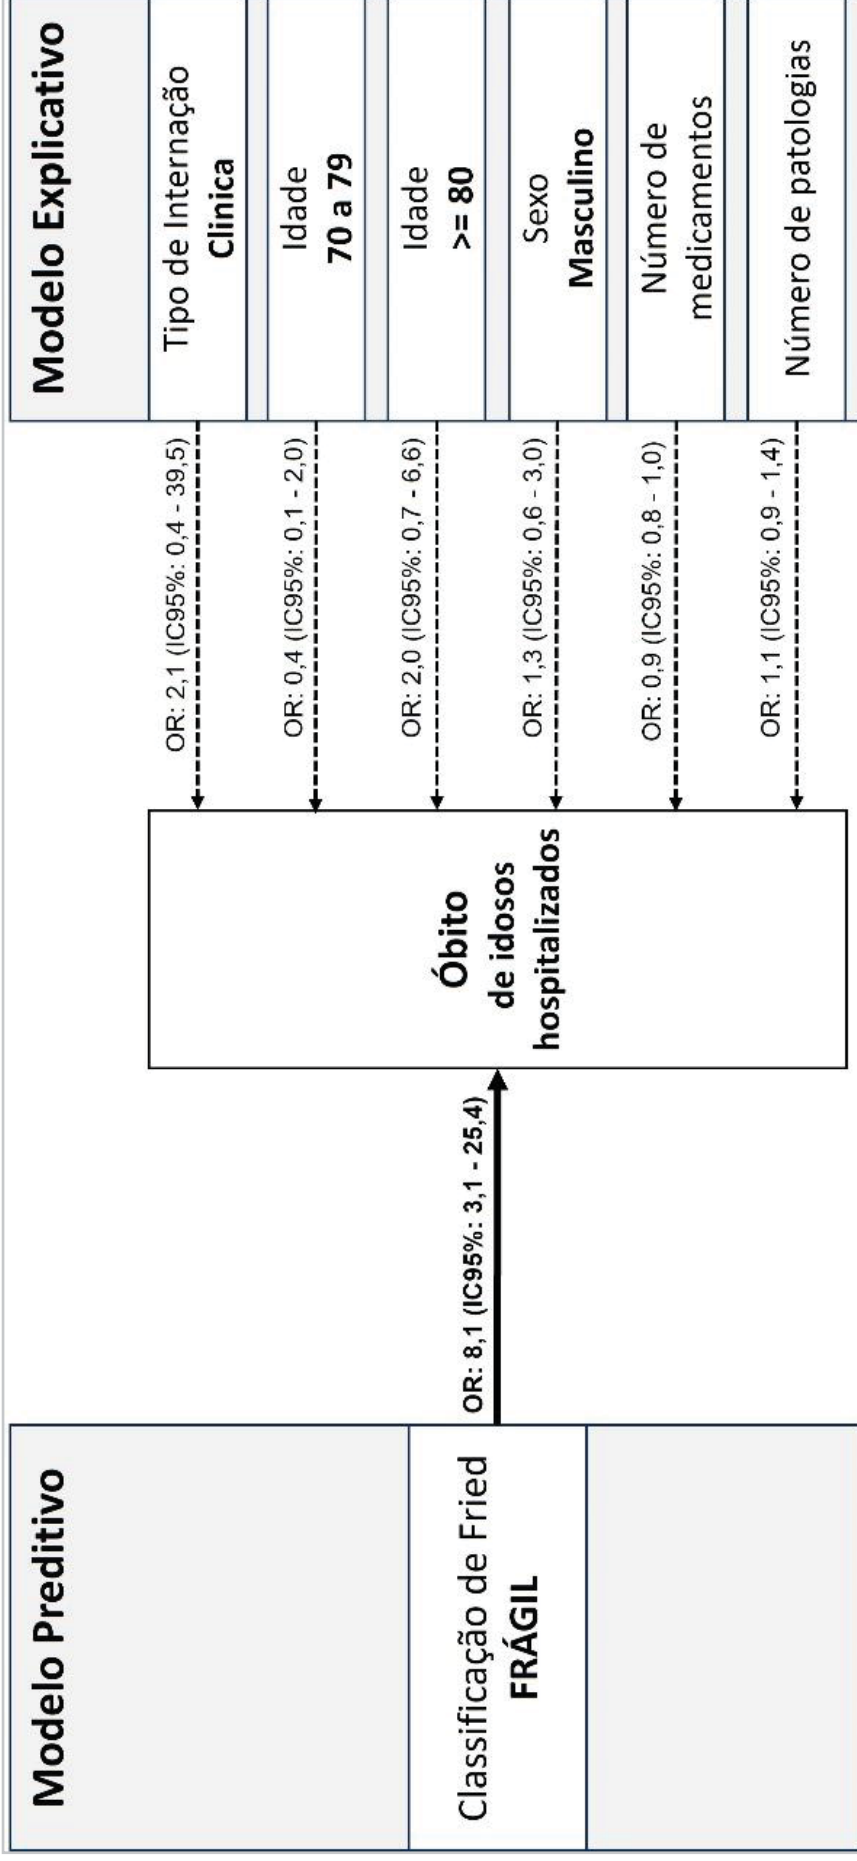 Modelo Preditivo
Classificação de Fried
FRÁGIL
OR: 8,1 (IC95%: 3,1 - 25,4)
Óbito
de idosos
hospitalizados
OR: 2,1 (IC95%: 0,4 - 39,5)
OR: 0,4 (IC95%: 0,1 - 2,0)
OR: 2,0 (IC95%: 0,7 - 6,6)
OR: 1,3 (IC95%: 0,6 - 3,0)
OR: 0,9 (IC95%: 0,8 - 1,0)
OR: 1,1 (IC95%: 0,9 - 1,4)
Modelo Explicativo
Tipo de Internação
Clinica
Idade
70 a 79
Idade
>= 80
Sexo
Masculino
Número de
medicamentos
Número de patologias